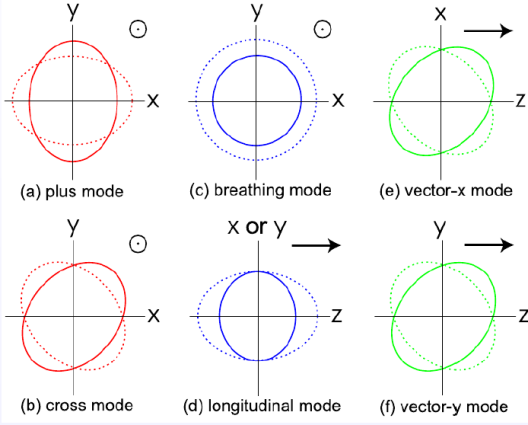 y
x
(a) plus mode
y
x
(c) breathing mode
x
z
(e) vector-x mode
y
x
(b) cross mode
x or y
z
(d) longitudinal mode
y
z
(f) vector-y mode